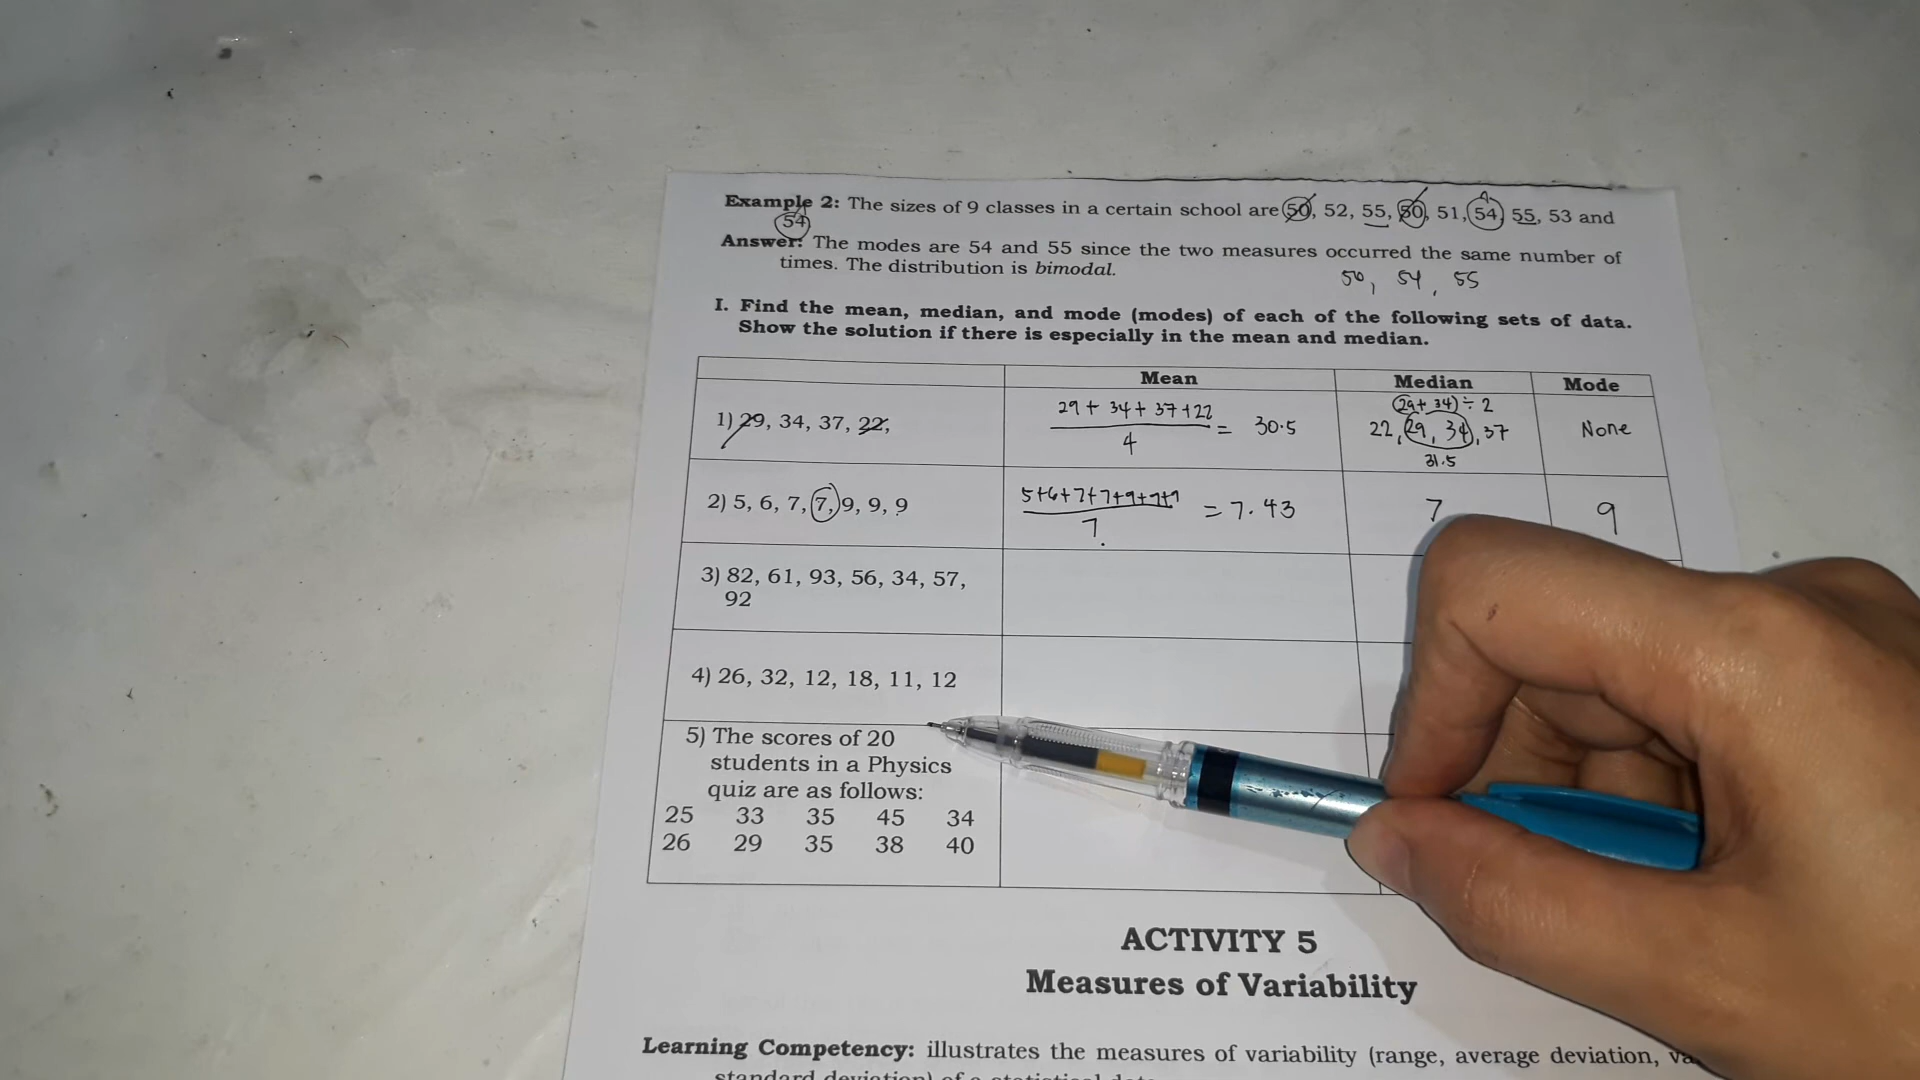 Example 2: The sizes of 9 classes in a certain school are 50, 52, 55, 50, 51, 54, 55, 53 and
54
Answer: The modes are 54 and 55 since the two measures occurred the same number of
times. The distribution is bimodal.
50, 54, 55
I. Find the mean, median, and mode (modes) of each of the following sets of data.
Show the solution if there is especially in the mean and median.
Mean Median Mode
1) 29, 34, 37, 22,
29 + 34 + 37 + 22
4
= 30.5
(29 + 34) ÷ 2
22, 29, 34, 37
31.5
None
2) 5, 6, 7, 7, 9, 9, 9
5+6+7+7+9+9+9
7
= 7.43
7
9
3) 82, 61, 93, 56, 34, 57,
92
4) 26, 32, 12, 18, 11, 12
5) The scores of 20
students in a Physics
quiz are as follows:
25 33 35 45 34
26 29 35 38 40
ACTIVITY 5
Measures of Variability
Learning Competency: illustrates the measures of variability (range, average deviation,
standard deviation) of a statistical data